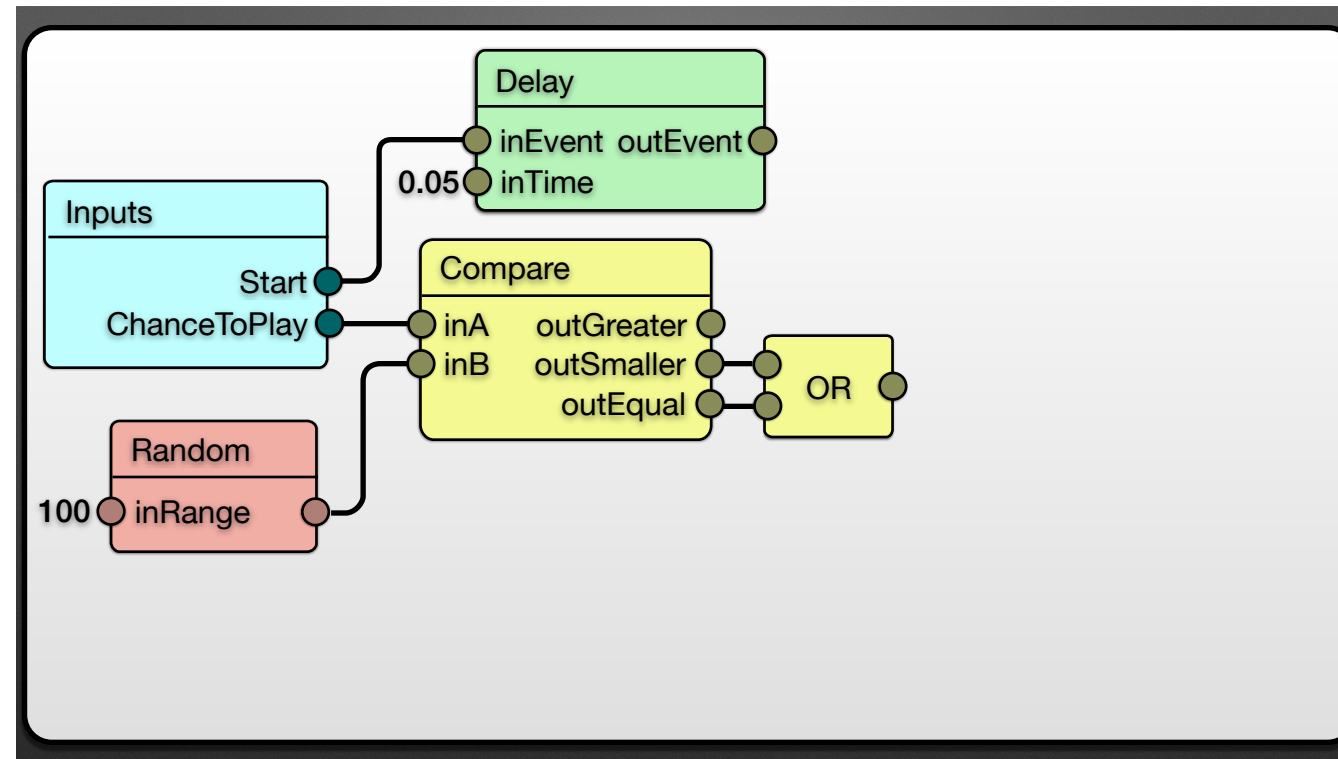 Delay
inEvent outEvent
0.05 inTime
Inputs
Start
ChanceToPlay
Compare
inA outGreater
inB outSmaller
outEqual
OR
Random
100 inRange